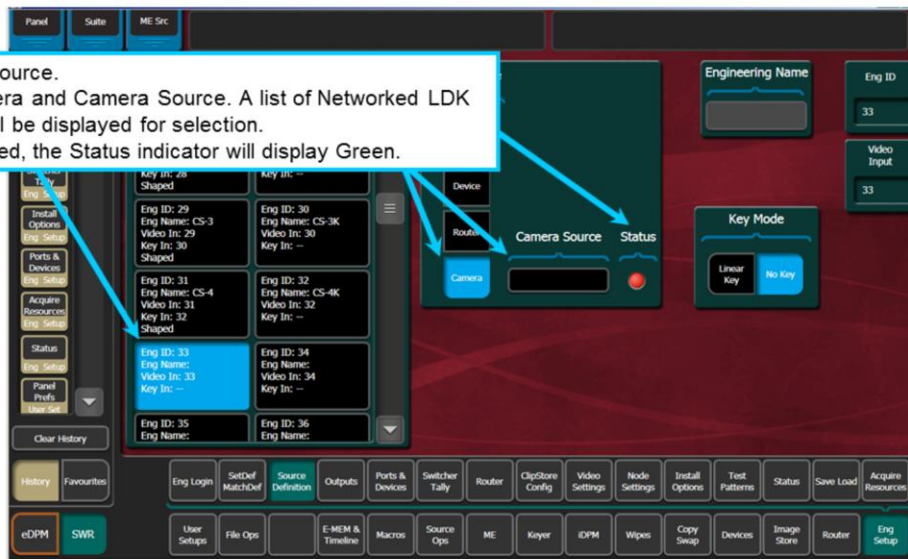 Panel
Suite
ME Src
ource.
era and Camera Source. A list of Networked LDK
ll be displayed for selection.
ed, the Status indicator will display Green.
Engineering Name
Eng ID
33
Video
Input
33
Tally
Eng Setup
Install
Options
Eng Setup
Ports &
Devices
Eng Setup
Acquire
Resources
Eng Setup
Status
Eng Setup
Panel
Prefs
User Set
Clear History
History
Favourites
eDPM
SWR
Key In: 28
Shaped
Key In: --
Eng ID: 29
Eng Name: CS-3
Video In: 29
Key In: 30
Shaped
Eng ID: 30
Eng Name: CS-3K
Video In: 30
Key In: --
Eng ID: 31
Eng Name: CS-4
Video In: 31
Key In: 32
Shaped
Eng ID: 32
Eng Name: CS-4K
Video In: 32
Key In: --
Eng ID: 33
Eng Name:
Video In: 33
Key In: --
Eng ID: 34
Eng Name:
Video In: 34
Key In: --
Eng ID: 35
Eng Name:
Eng ID: 36
Eng Name:
Device
Router
Camera
Camera Source
Status
Key Mode
Linear
Key
No Key
Eng Login
SetDef
MatchDef
Source
Definition
Outputs
Ports &
Devices
Switcher
Tally
Router
ClipStore
Config
Video
Settings
Node
Settings
Install
Options
Test
Patterns
Status
Save Load
Acquire
Resources
User
Setups
File Ops
E-MEM &
Timeline
Macros
Source
Ops
ME
Keyer
iDPM
Wipes
Copy
Swap
Devices
Image
Store
Router
Eng
Setup